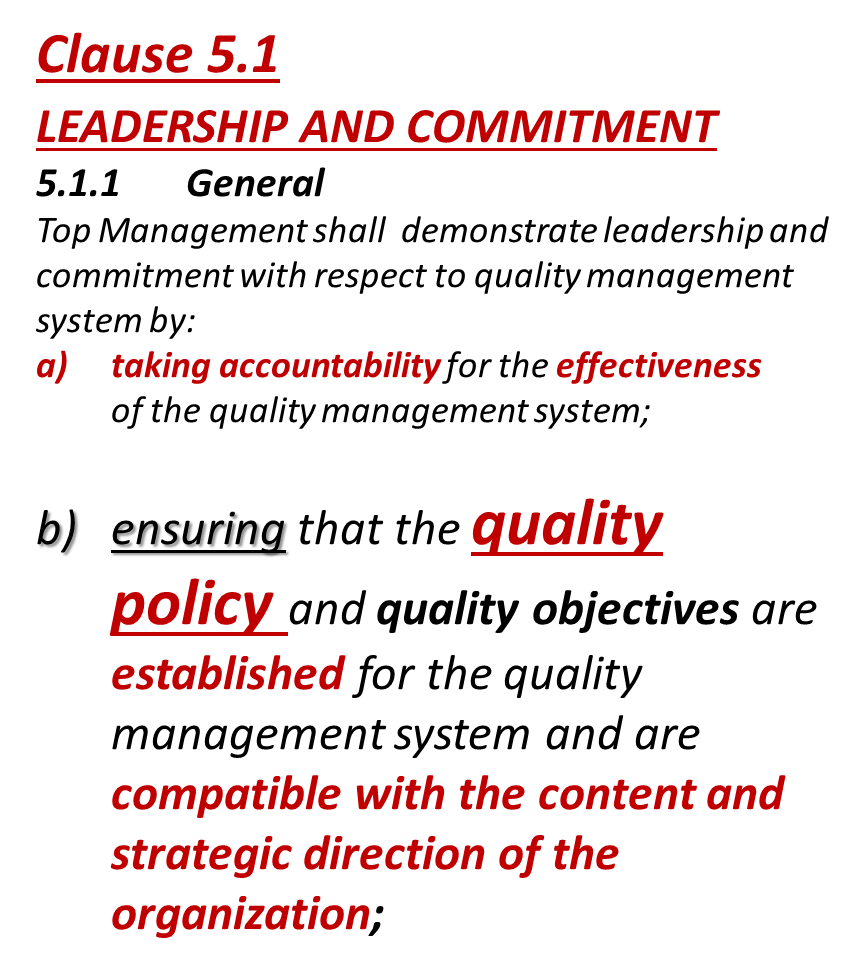 Clause 5.1
LEADERSHIP AND COMMITMENT
5.1.1 General
Top Management shall demonstrate leadership and
commitment with respect to quality management
system by:
a) taking accountability for the effectiveness
of the quality management system;
b) ensuring that the quality
policy and quality objectives are
established for the quality
management system and are
compatible with the content and
strategic direction of the
organization;